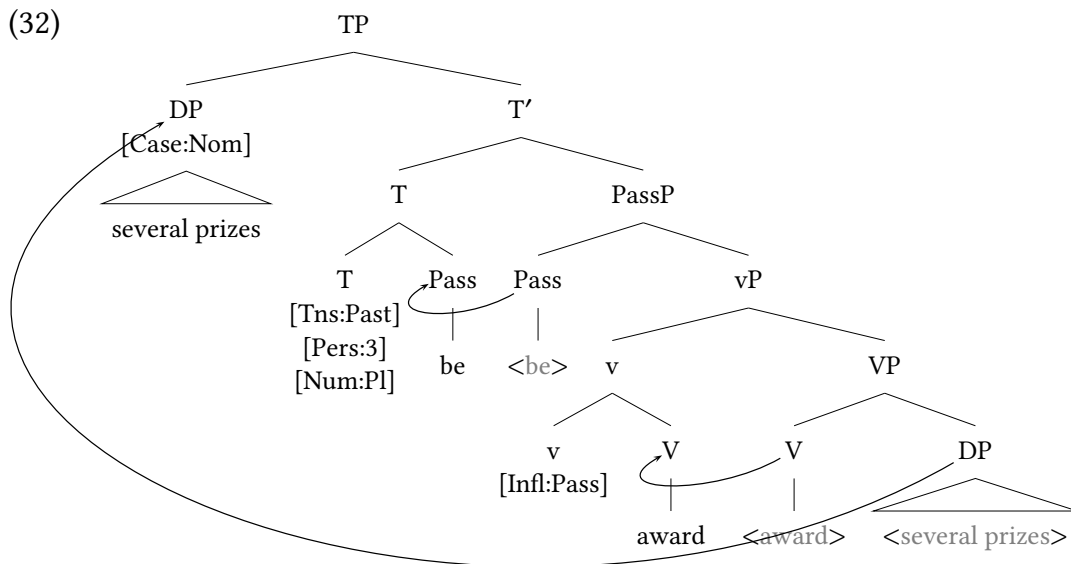 (32)
TP
DP T′
[Case:Nom]
several prizes
T PassP
T Pass Pass vP
[Tns:Past]
[Pers:3]
[Num:Pl]
be <be> v VP
v V V DP
[Infl:Pass]
award <award> <several prizes>